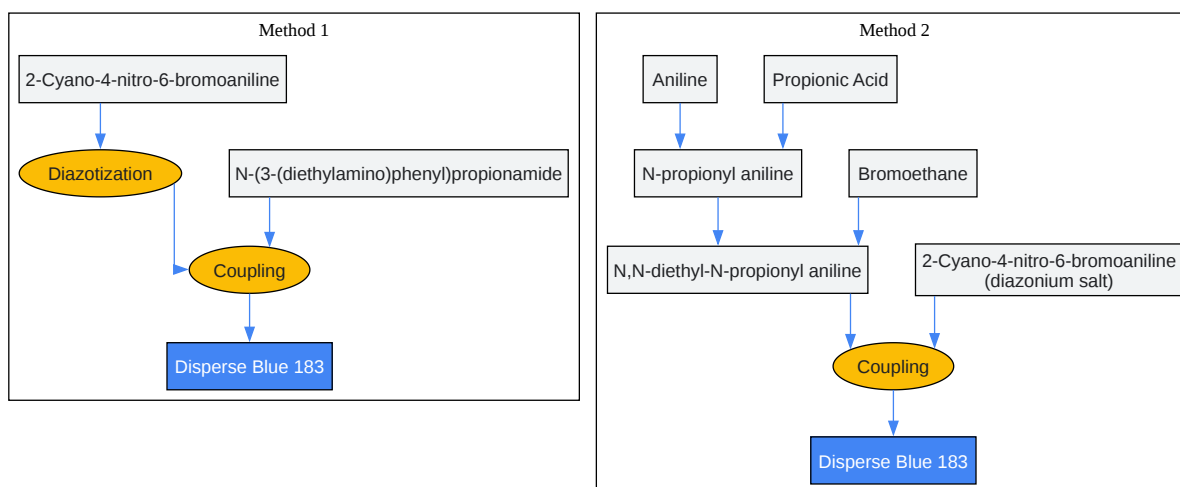 Method 1
2-Cyano-4-nitro-6-bromoaniline
Diazotization
N-(3-(diethylamino)phenyl)propionamide
Coupling
Disperse Blue 183
Method 2
Aniline
Propionic Acid
N-propionyl aniline
Bromoethane
N,N-diethyl-N-propionyl aniline
2-Cyano-4-nitro-6-bromoaniline
(diazonium salt)
Coupling
Disperse Blue 183